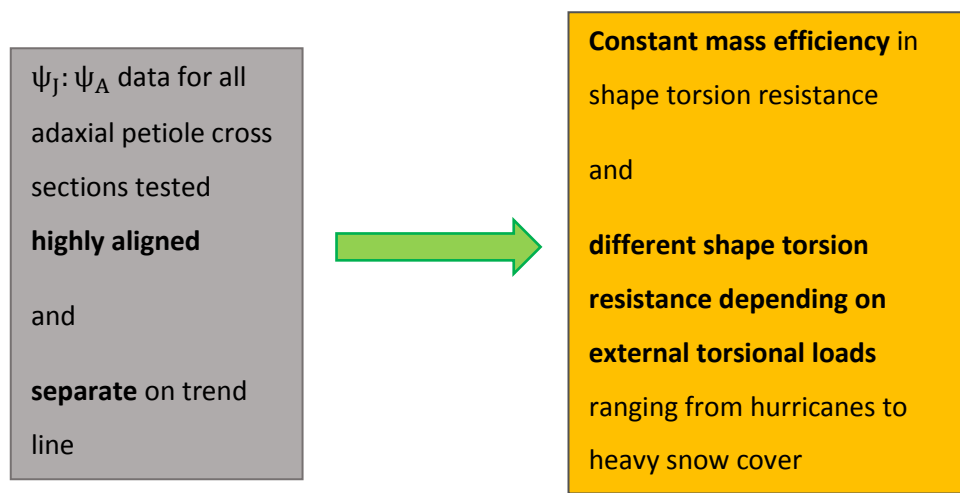 ψJ: ψA data for all
adaxial petiole cross
sections tested
highly aligned
and
separate on trend
line
Constant mass efficiency in
shape torsion resistance
and
different shape torsion
resistance depending on
external torsional loads
ranging from hurricanes to
heavy snow cover